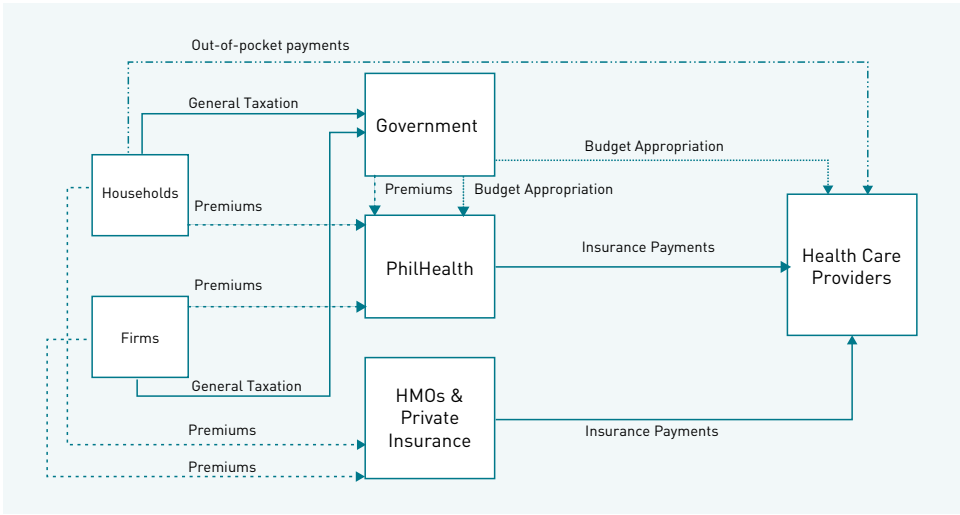 Out-of-pocket payments
General Taxation
Government
Budget Appropriation
Households
Premiums
Budget Appropriation
Premiums
PhilHealth
Insurance Payments
Health Care
Providers
Premiums
Firms
General Taxation
HMOs &
Private
Insurance
Premiums
Insurance Payments
Premiums